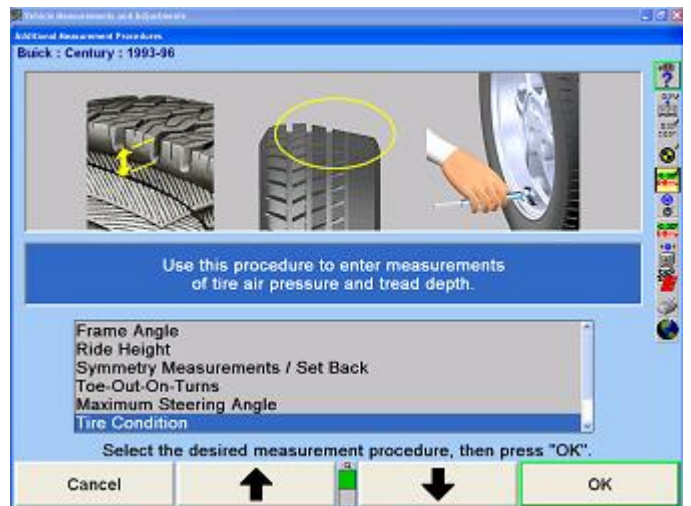 Vehicle Measurements and Adjustments
Additional Measurement Procedures
Buick : Century : 1993-96
Use this procedure to enter measurements
of tire air pressure and tread depth.
Frame Angle
Ride Height
Symmetry Measurements / Set Back
Toe-Out-On-Turns
Maximum Steering Angle
Tire Condition
Select the desired measurement procedure, then press "OK".
Cancel
OK